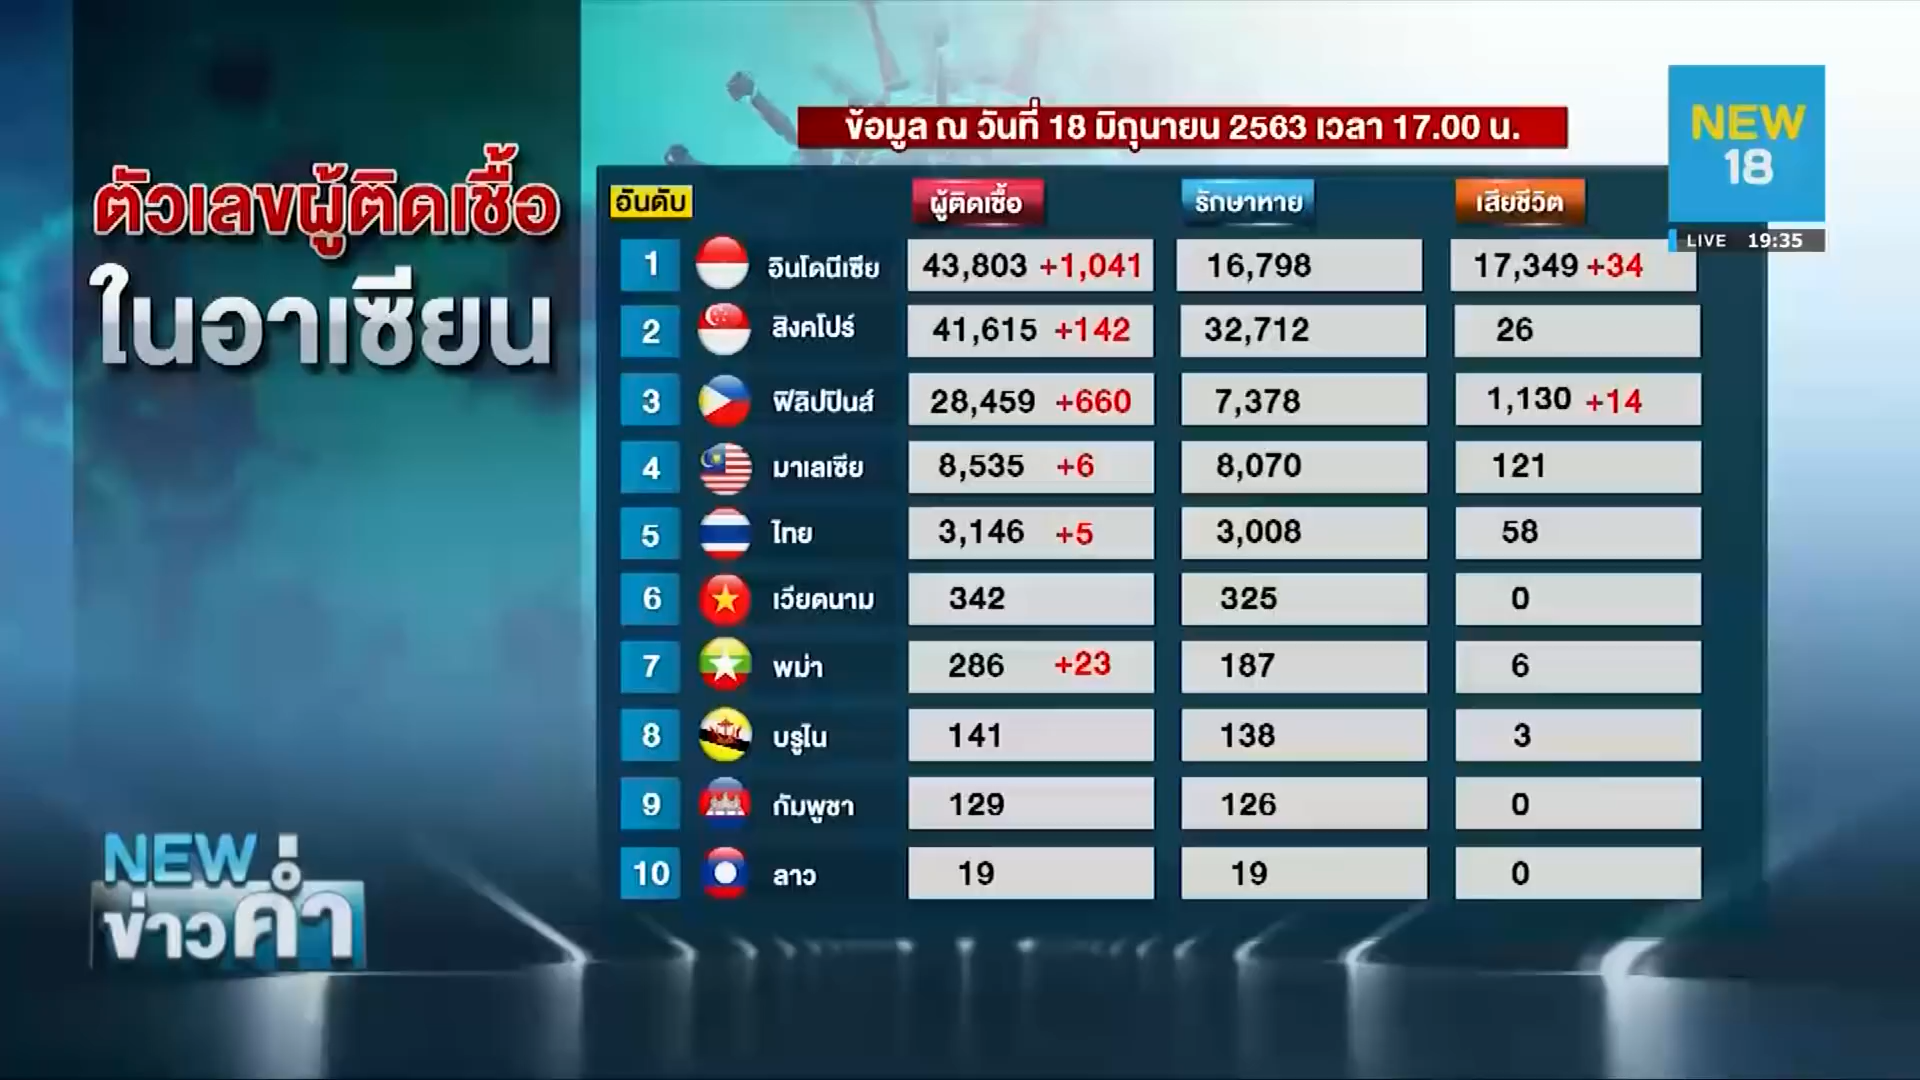 ตัวเลขผู้ติดเชื้อ
ในอาเซียน
ข้อมูล ณ วันที่ 18 มิถุนายน 2563 เวลา 17.00 น.
NEW
18
LIVE 19:35
อันดับ ผู้ติดเชื้อ รักษาหาย เสียชีวิต
1 อินโดนีเซีย 43,803 +1,041 16,798 17,349 +34
2 สิงคโปร์ 41,615 +142 32,712 26
3 ฟิลิปปินส์ 28,459 +660 7,378 1,130 +14
4 มาเลเซีย 8,535 +6 8,070 121
5 ไทย 3,146 +5 3,008 58
6 เวียดนาม 342 325 0
7 พม่า 286 +23 187 6
8 บรูไน 141 138 3
9 กัมพูชา 129 126 0
10 ลาว 19 19 0
NEW
ข่าวค่ำ